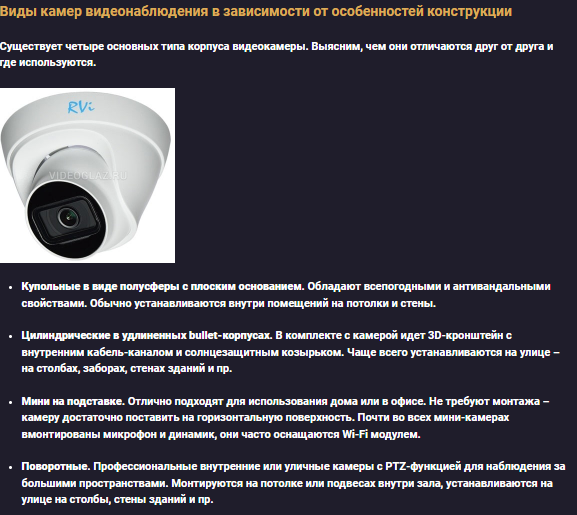 Виды камер видеонаблюдения в зависимости от особенностей конструкции
Существует четыре основных типа корпуса видеокамеры. Выясним, чем они отличаются друг от друга и
где используются.
RVi
VIDEOGLAZ.RU
• Купольные в виде полусферы с плоским основанием. Обладают всепогодными и антивандальными
свойствами. Обычно устанавливаются внутри помещений на потолки и стены.
• Цилиндрические в удлиненных bullet-корпусах. В комплекте с камерой идет 3D-кронштейн с
внутренним кабель-каналом и солнцезащитным козырьком. Чаще всего устанавливаются на улице –
на столбах, заборах, стенах зданий и пр.
• Мини на подставке. Отлично подходят для использования дома или в офисе. Не требуют монтажа –
камеру достаточно поставить на горизонтальную поверхность. Почти во всех мини-камерах
вмонтированы микрофон и динамик, они часто оснащаются Wi-Fi модулем.
• Поворотные. Профессиональные внутренние или уличные камеры с PTZ-функцией для наблюдения за
большими пространствами. Монтируются на потолке или подвесах внутри зала, устанавливаются на
улице на столбы, стены зданий и пр.